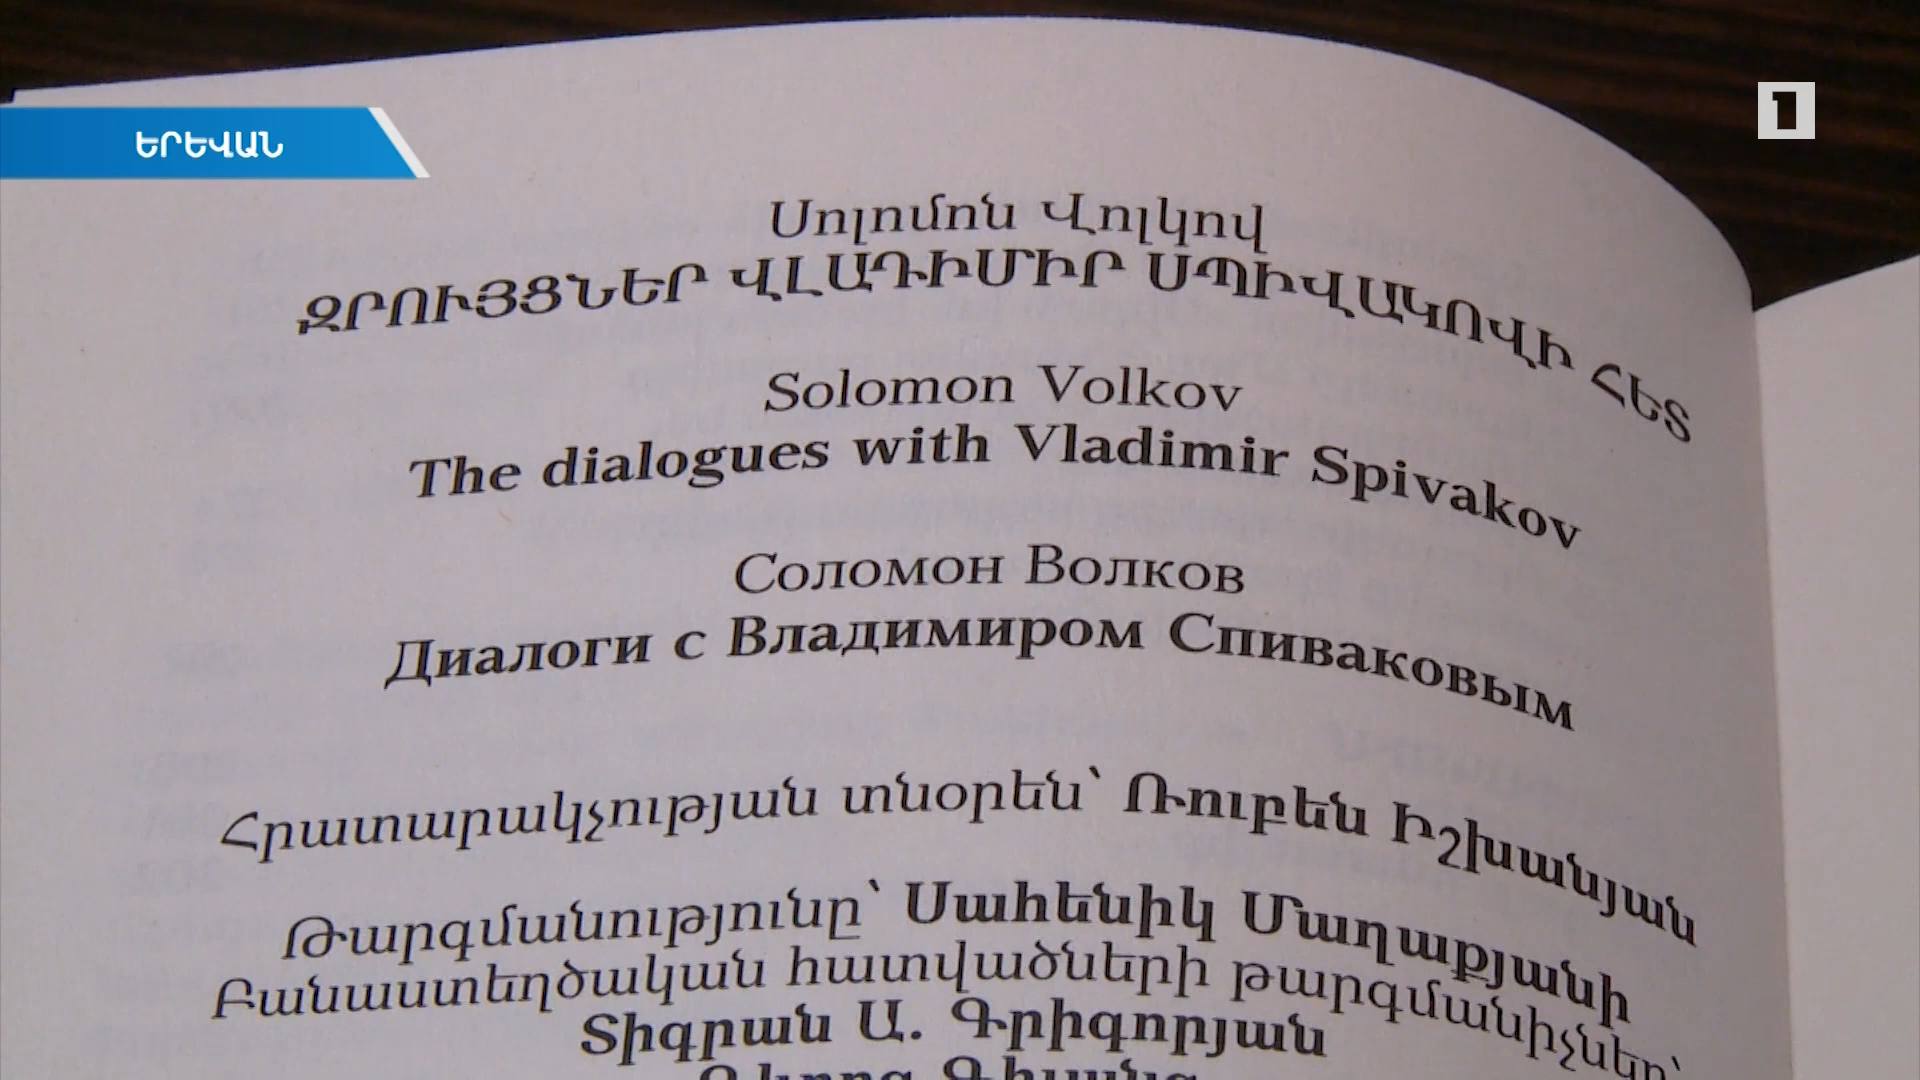 ԵՐԵՎԱՆ
1
Սոլոմոն Վոլկով
ԶՐՈՒՅՑՆԵՐ ՎԼԱԴԻՄԻՐ ՍՊԻՎԱԿՈՎԻ ՀԵՏ
Solomon Volkov
The dialogues with Vladimir Spivakov
Соломон Волков
Диалоги с Владимиром Спиваковым
Հրատարակչության տնօրեն՝ Ռուբեն Իշխանյան
Թարգմանությունը՝ Սահենիկ Մաղաքյանի
Բանաստեղծական հատվածների թարգմանիչներ՝
Տիգրան Ա. Գրիգորյան